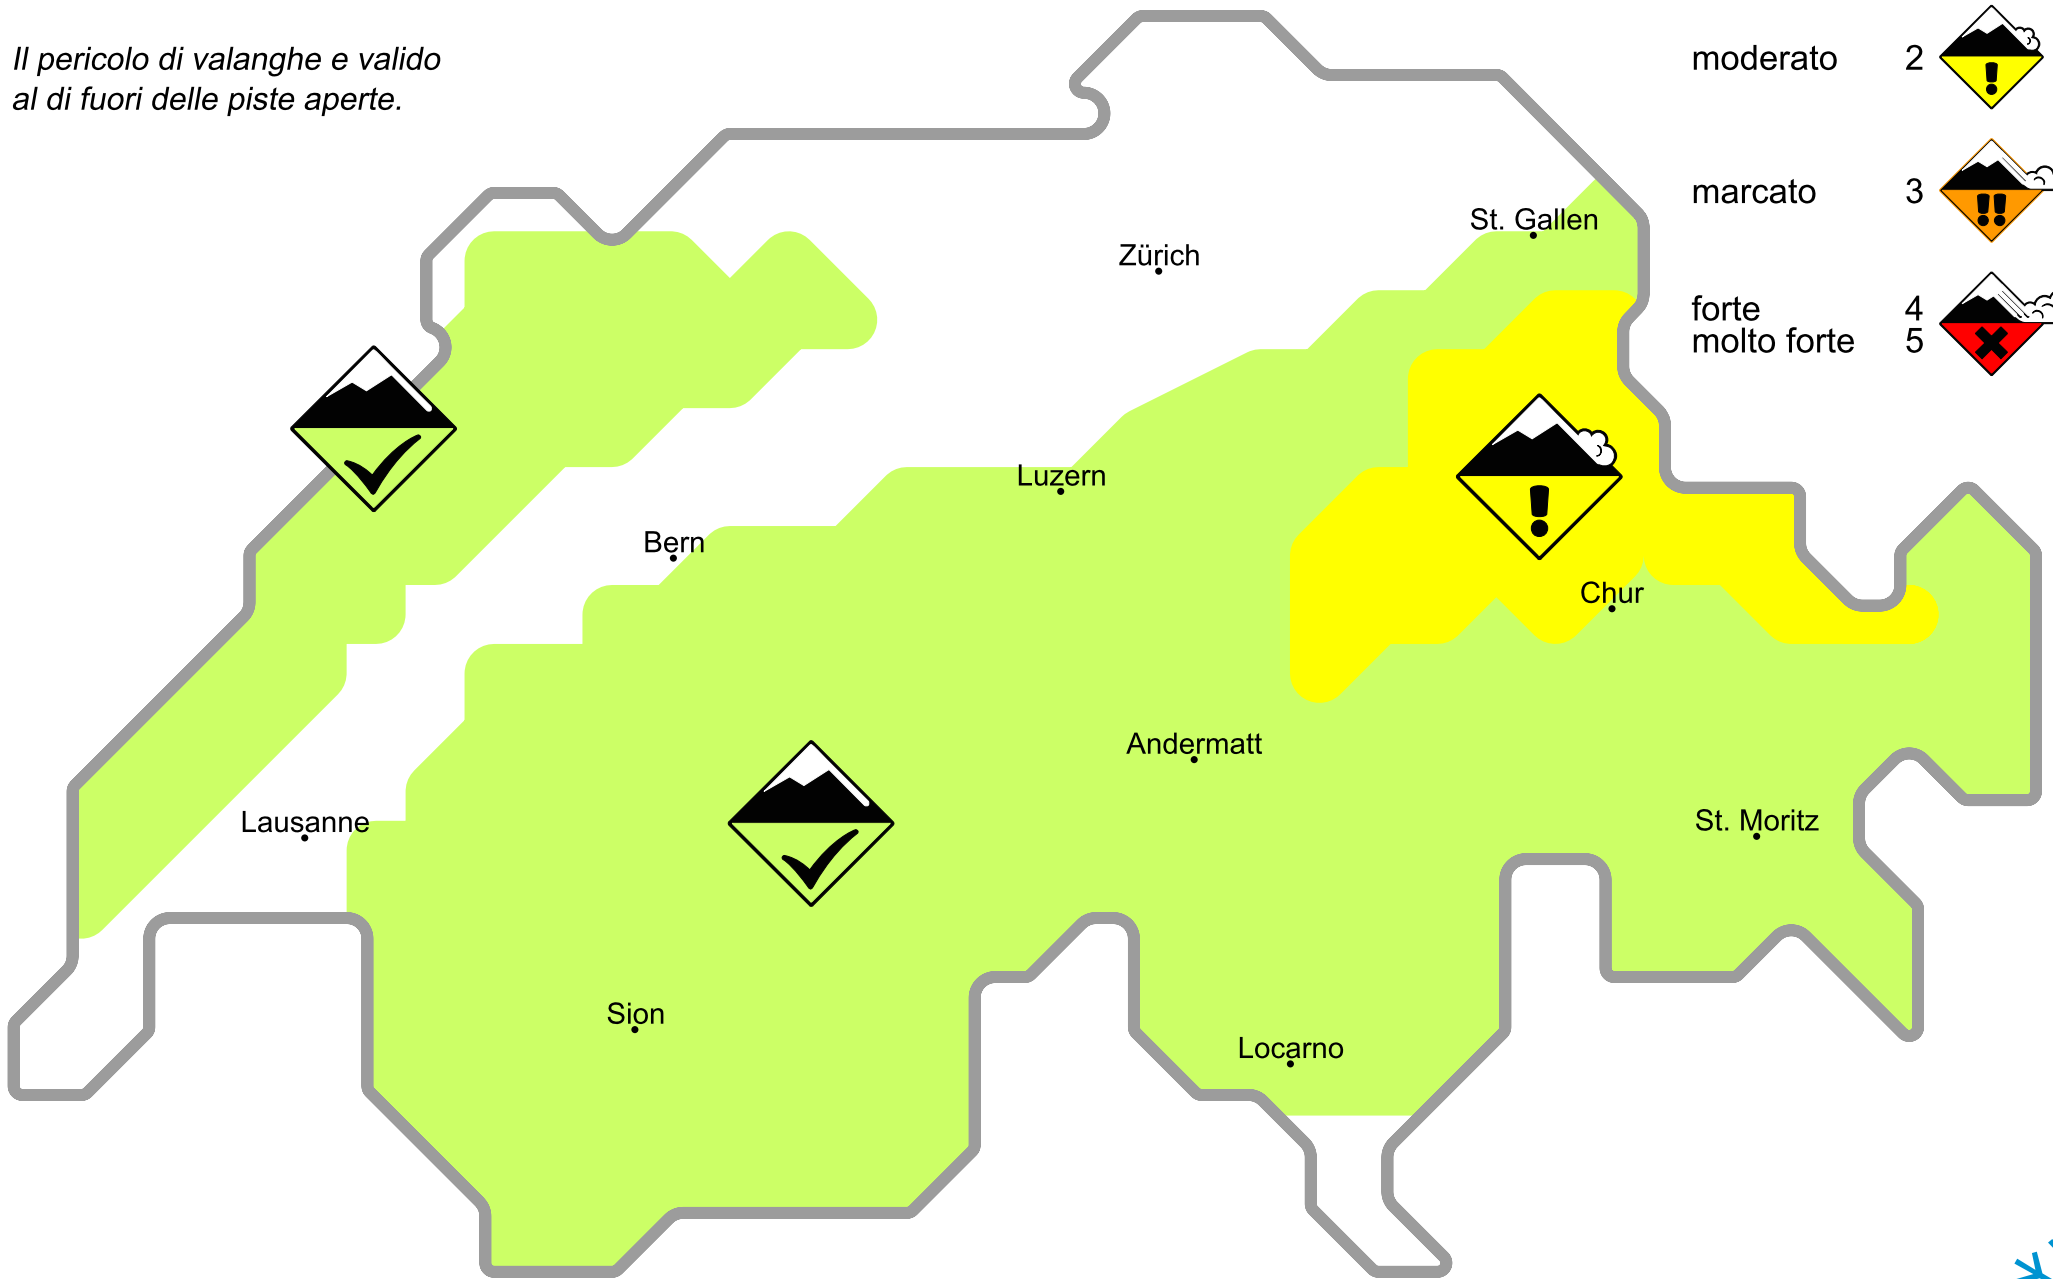 Il pericolo di valanghe e valido
al di fuori delle piste aperte.
moderato 2
marcato 3
forte 4
molto forte 5
St. Gallen
Zürich
Luzern
Bern
Chur
Andermatt
Lausanne
St. Moritz
Sion
Locarno